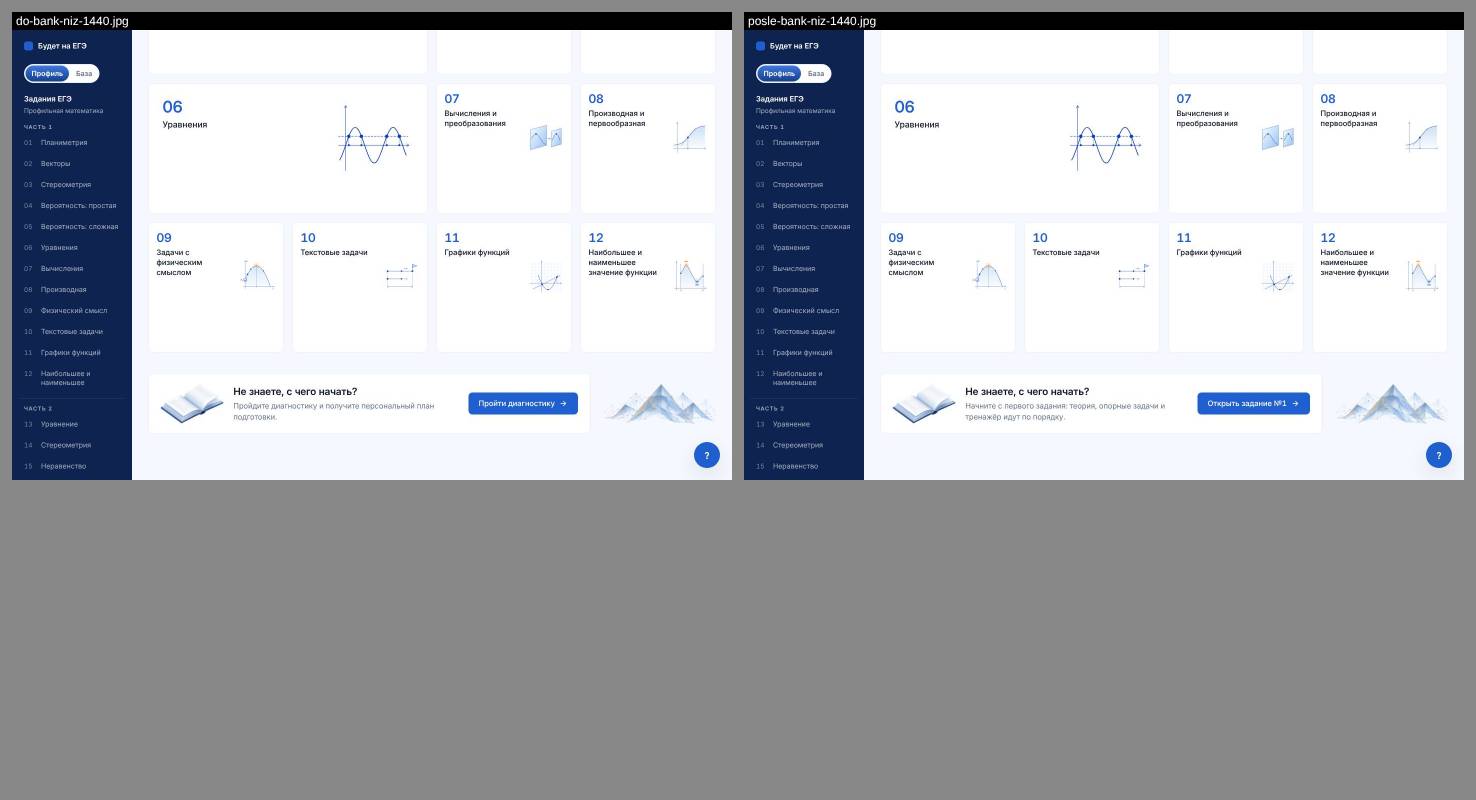 do-bank-niz-1440.jpg
Будет на ЕГЭ
Профиль База
Задания ЕГЭ
Профильная математика
ЧАСТЬ 1
01 Планиметрия
02 Векторы
03 Стереометрия
04 Вероятность: простая
05 Вероятность: сложная
06 Уравнения
07 Вычисления
08 Производная
09 Физический смысл
10 Текстовые задачи
11 Графики функций
12 Наибольшее и
наименьшее
ЧАСТЬ 2
13 Уравнение
14 Стереометрия
15 Неравенство
06
Уравнения
07
Вычисления и
преобразования
08
Производная и
первообразная
09
Задачи с
физическим
смыслом
10
Текстовые задачи
11
Графики функций
12
Наибольшее и
наименьшее
значение функции
Не знаете, с чего начать?
Пройдите диагностику и получите персональный план
подготовки.
Пройти диагностику →
?
posle-bank-niz-1440.jpg
Будет на ЕГЭ
Профиль База
Задания ЕГЭ
Профильная математика
ЧАСТЬ 1
01 Планиметрия
02 Векторы
03 Стереометрия
04 Вероятность: простая
05 Вероятность: сложная
06 Уравнения
07 Вычисления
08 Производная
09 Физический смысл
10 Текстовые задачи
11 Графики функций
12 Наибольшее и
наименьшее
ЧАСТЬ 2
13 Уравнение
14 Стереометрия
15 Неравенство
06
Уравнения
07
Вычисления и
преобразования
08
Производная и
первообразная
09
Задачи с
физическим
смыслом
10
Текстовые задачи
11
Графики функций
12
Наибольшее и
наименьшее
значение функции
Не знаете, с чего начать?
Начните с первого задания: теория, опорные задачи и
тренажёр идут по порядку.
Открыть задание №1 →
?